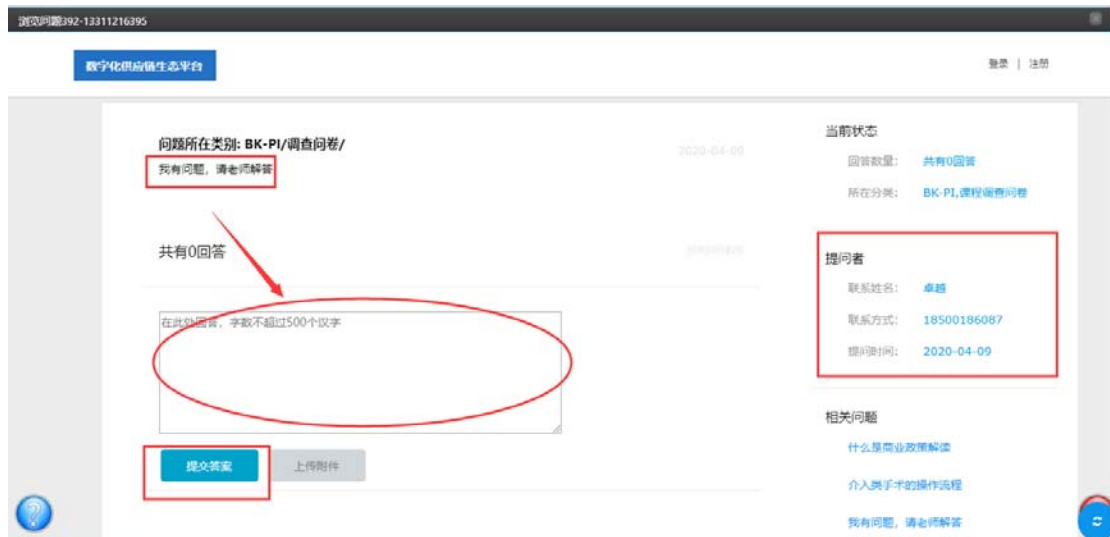 浏览问题392-13311216395
数字化供应链生态平台
登录 | 注册
问题所在类别: BK-PI/调查问卷/
2020-04-09
我有问题，请老师解答
共有0回答
在此处回答，字数不超过500个汉字
提交答案
上传附件
当前状态
回答数量: 共有0回答
所在分类: BK-PI,课程调查问卷
提问者
联系姓名: 卓越
联系方式: 18500186087
提问时间: 2020-04-09
相关问题
什么是商业政策解读
介入类手术的操作流程
我有问题，请老师解答